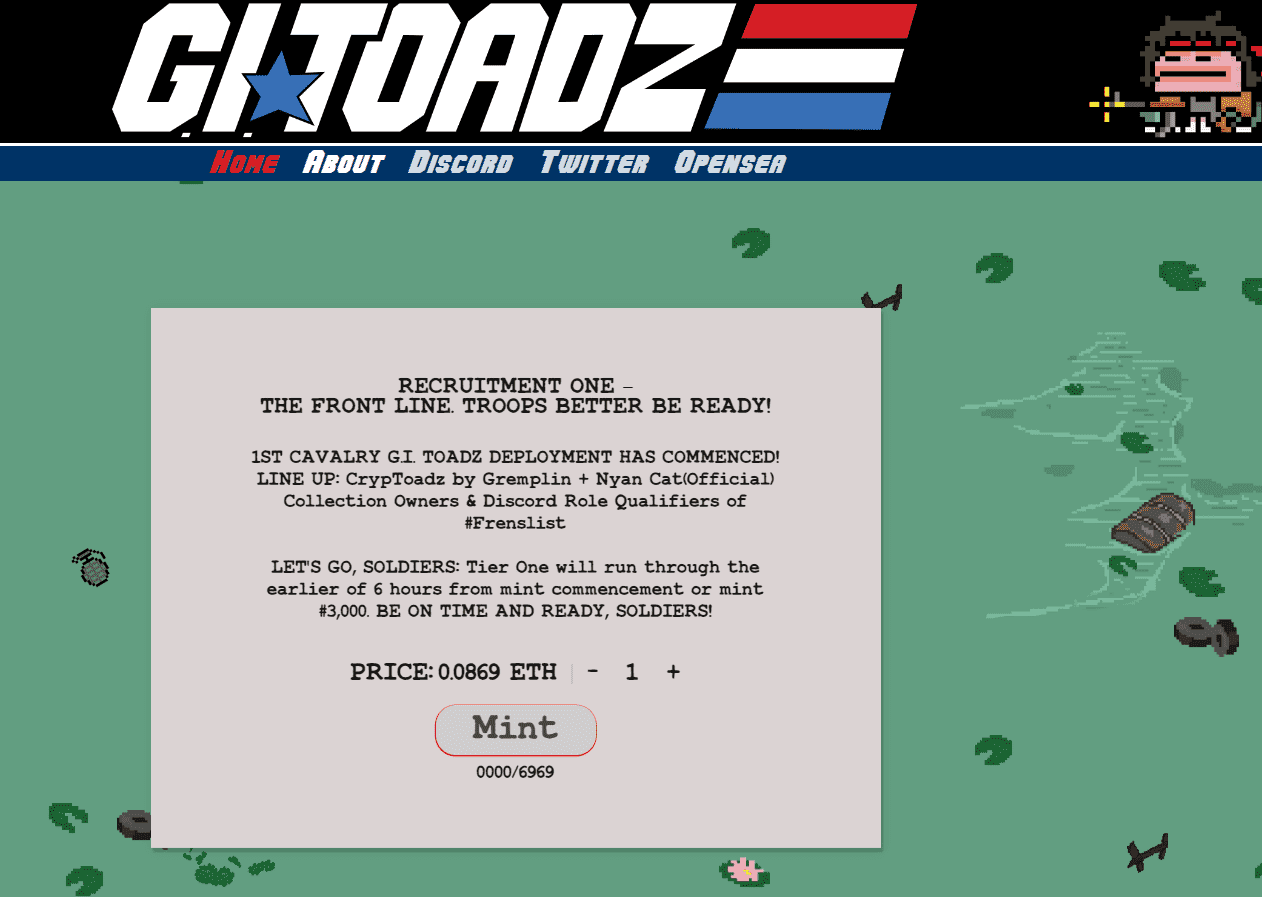 G.I.TOADZ
Home About Discord Twitter Opensea
RECRUITMENT ONE –
THE FRONT LINE. TROOPS BETTER BE READY!
1ST CAVALRY G.I. TOADZ DEPLOYMENT HAS COMMENCED!
LINE UP: CrypToadz by Gremplin + Nyan Cat(Official)
Collection Owners & Discord Role Qualifiers of
#Frenslist
LET'S GO, SOLDIERS: Tier One will run through the
earlier of 6 hours from mint commencement or mint
#3,000. BE ON TIME AND READY, SOLDIERS!
PRICE: 0.0869 ETH - 1 +
Mint
0000/6969